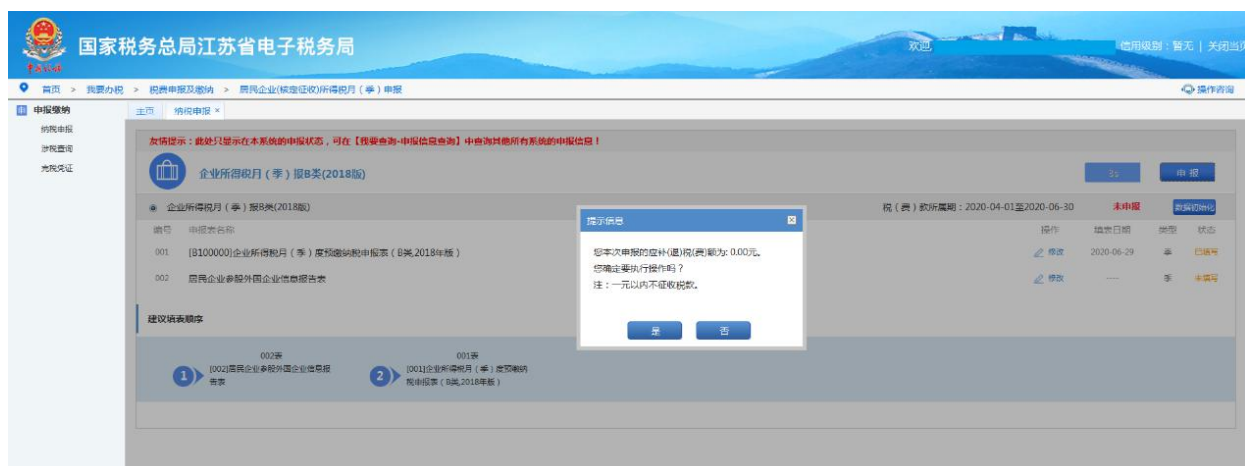 国家税务总局江苏省电子税务局
欢迎,
信用级别：暂无 | 关闭当页
首页 > 我要办税 > 税费申报及缴纳 > 居民企业(核定征收)所得税月（季）申报
操作咨询
申报缴纳
主页 纳税申报 ×
纳税申报
涉税查询
完税凭证
友情提示：此处只显示在本系统的申报状态，可在【我要查询-申报信息查询】中查询其他所有系统的申报信息！
企业所得税月（季）报B类(2018版)
3s
申 报
企业所得税月（季）报B类(2018版)
税（费）款所属期：2020-04-01至2020-06-30
未申报
数据初始化
编号 申报表名称 操作 填表日期 类型 状态
001 [B100000]企业所得税月（季）度预缴纳税申报表（B类,2018年版） 修改 2020-06-29 季 已填写
002 居民企业参股外国企业信息报告表 修改 ---- 季 未填写
提示信息
您本次申报的应补(退)税(费)额为: 0.00元。
您确定要执行操作吗？
注：一元以内不征收税款。
是 否
建议填表顺序
002表
1 [002]居民企业参股外国企业信息报
告表
001表
2 [001]企业所得税月（季）度预缴纳
税申报表（B类,2018年版）